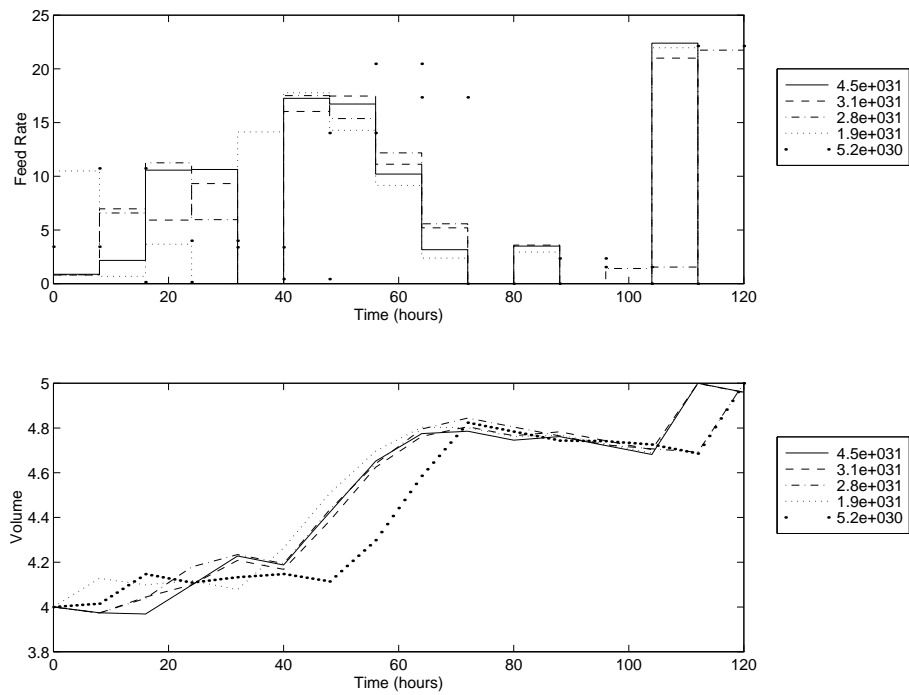 25
20
15
10
5
0
Feed Rate
0 20 40 60 80 100 120
Time (hours)
4.5e+031
3.1e+031
2.8e+031
1.9e+031
5.2e+030
5
4.8
4.6
4.4
4.2
4
3.8
Volume
0 20 40 60 80 100 120
Time (hours)
4.5e+031
3.1e+031
2.8e+031
1.9e+031
5.2e+030